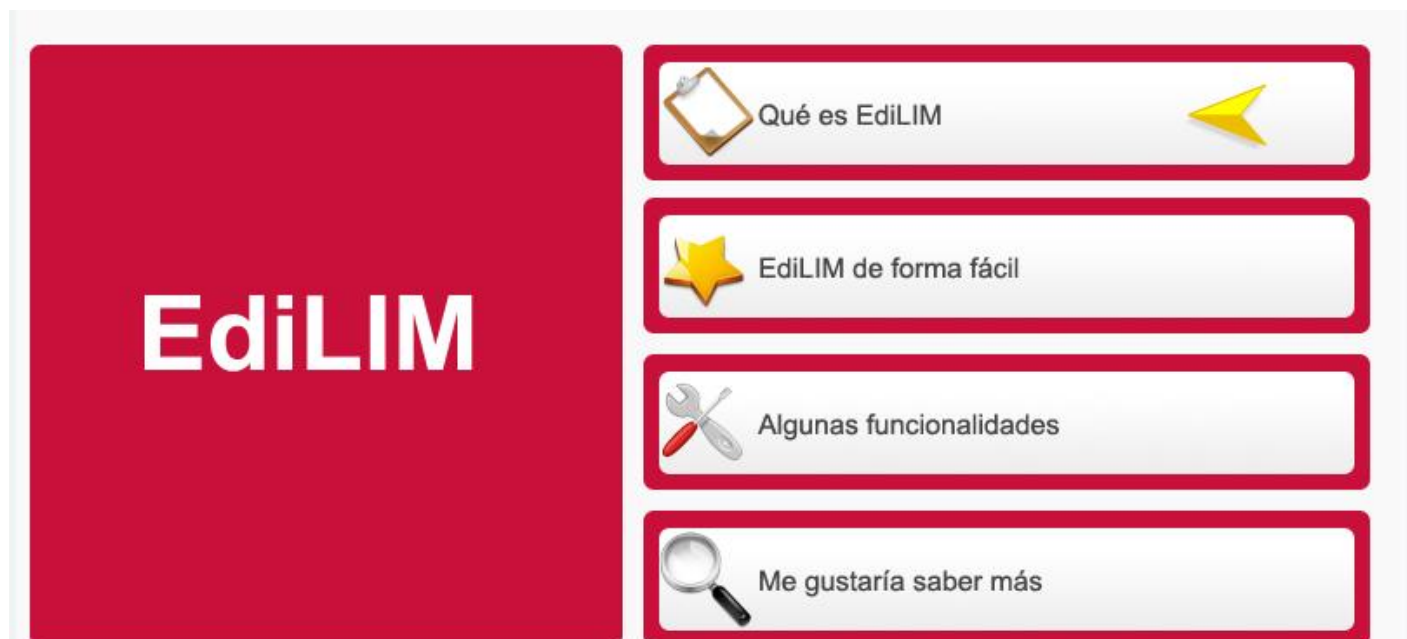 EdiLIM
Qué es EdiLIM
EdiLIM de forma fácil
Algunas funcionalidades
Me gustaría saber más